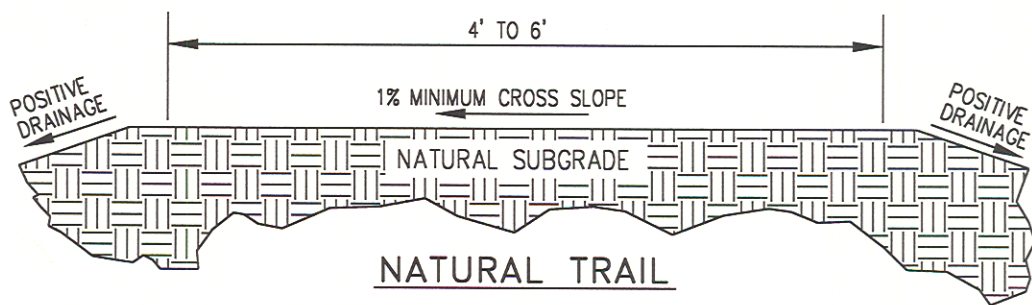 4' TO 6'
POSITIVE
DRAINAGE
1% MINIMUM CROSS SLOPE
POSITIVE
DRAINAGE
NATURAL SUBGRADE
NATURAL TRAIL